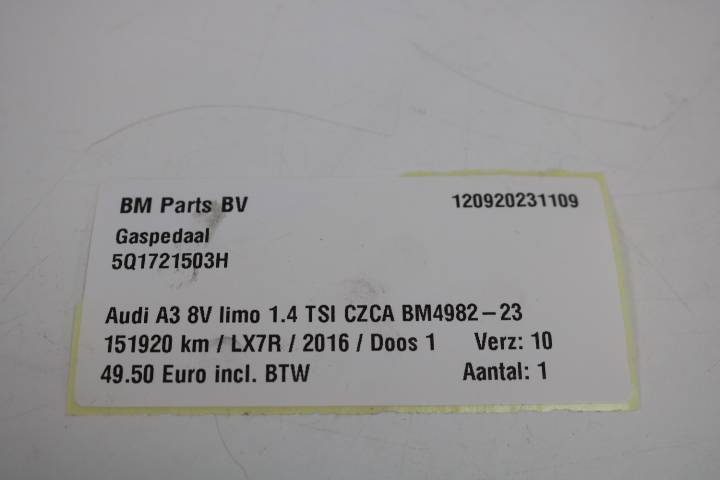 BM Parts BV 120920231109
Gaspedaal
5Q1721503H
Audi A3 8V limo 1.4 TSI CZCA BM4982-23
151920 km / LX7R / 2016 / Doos 1 Verz: 10
49.50 Euro incl. BTW Aantal: 1